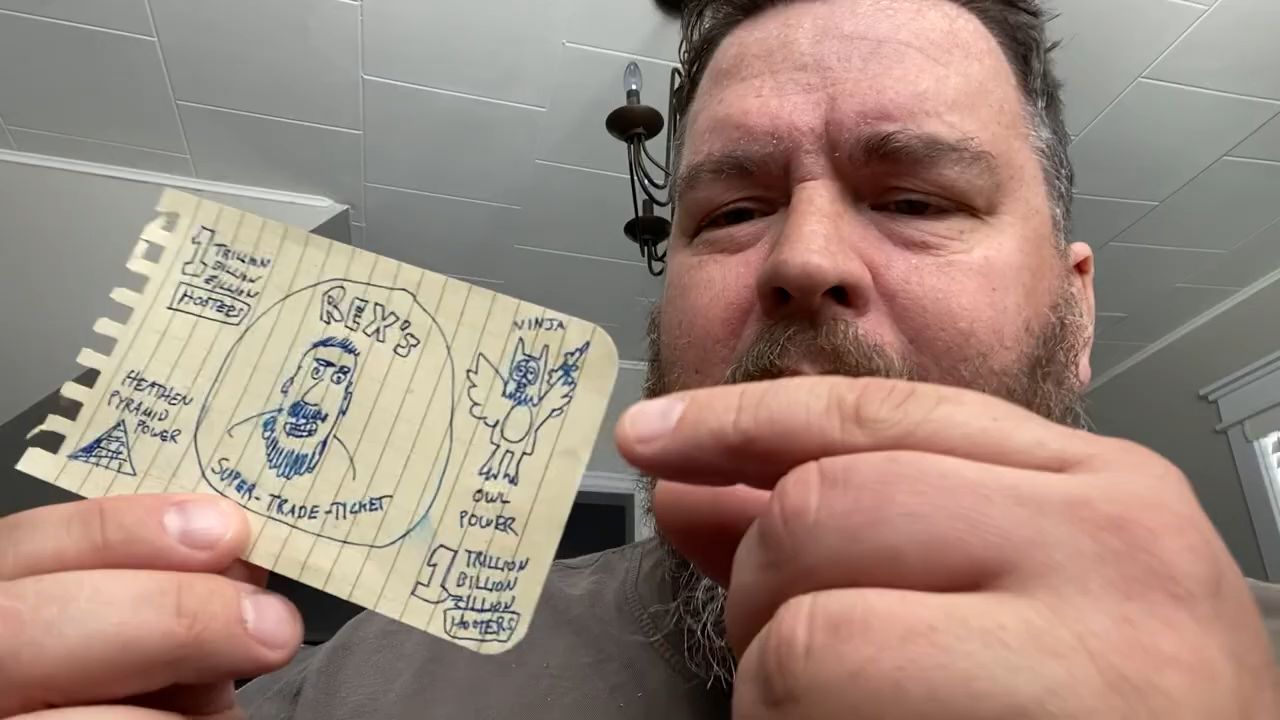 1 TRILLION
BILLION
ZILLION
HOOTERS
REX'S
SUPER-TRADE-TICKET
HEATHEN
PYRAMID
POWER
NINJA
OWL
POWER
1 TRILLION
BILLION
ZILLION
HOOTERS